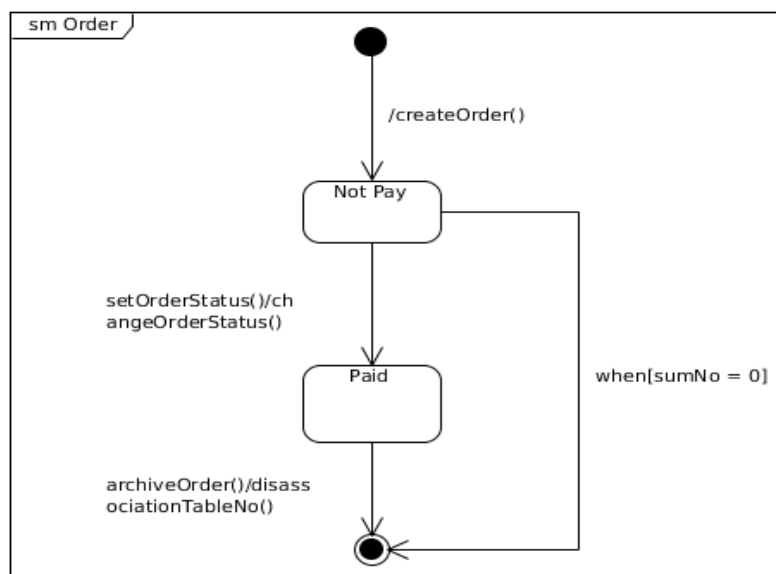 sm Order
/createOrder()
Not Pay
setOrderStatus()/ch
angeOrderStatus()
Paid
when[sumNo = 0]
archiveOrder()/disass
ociationTableNo()